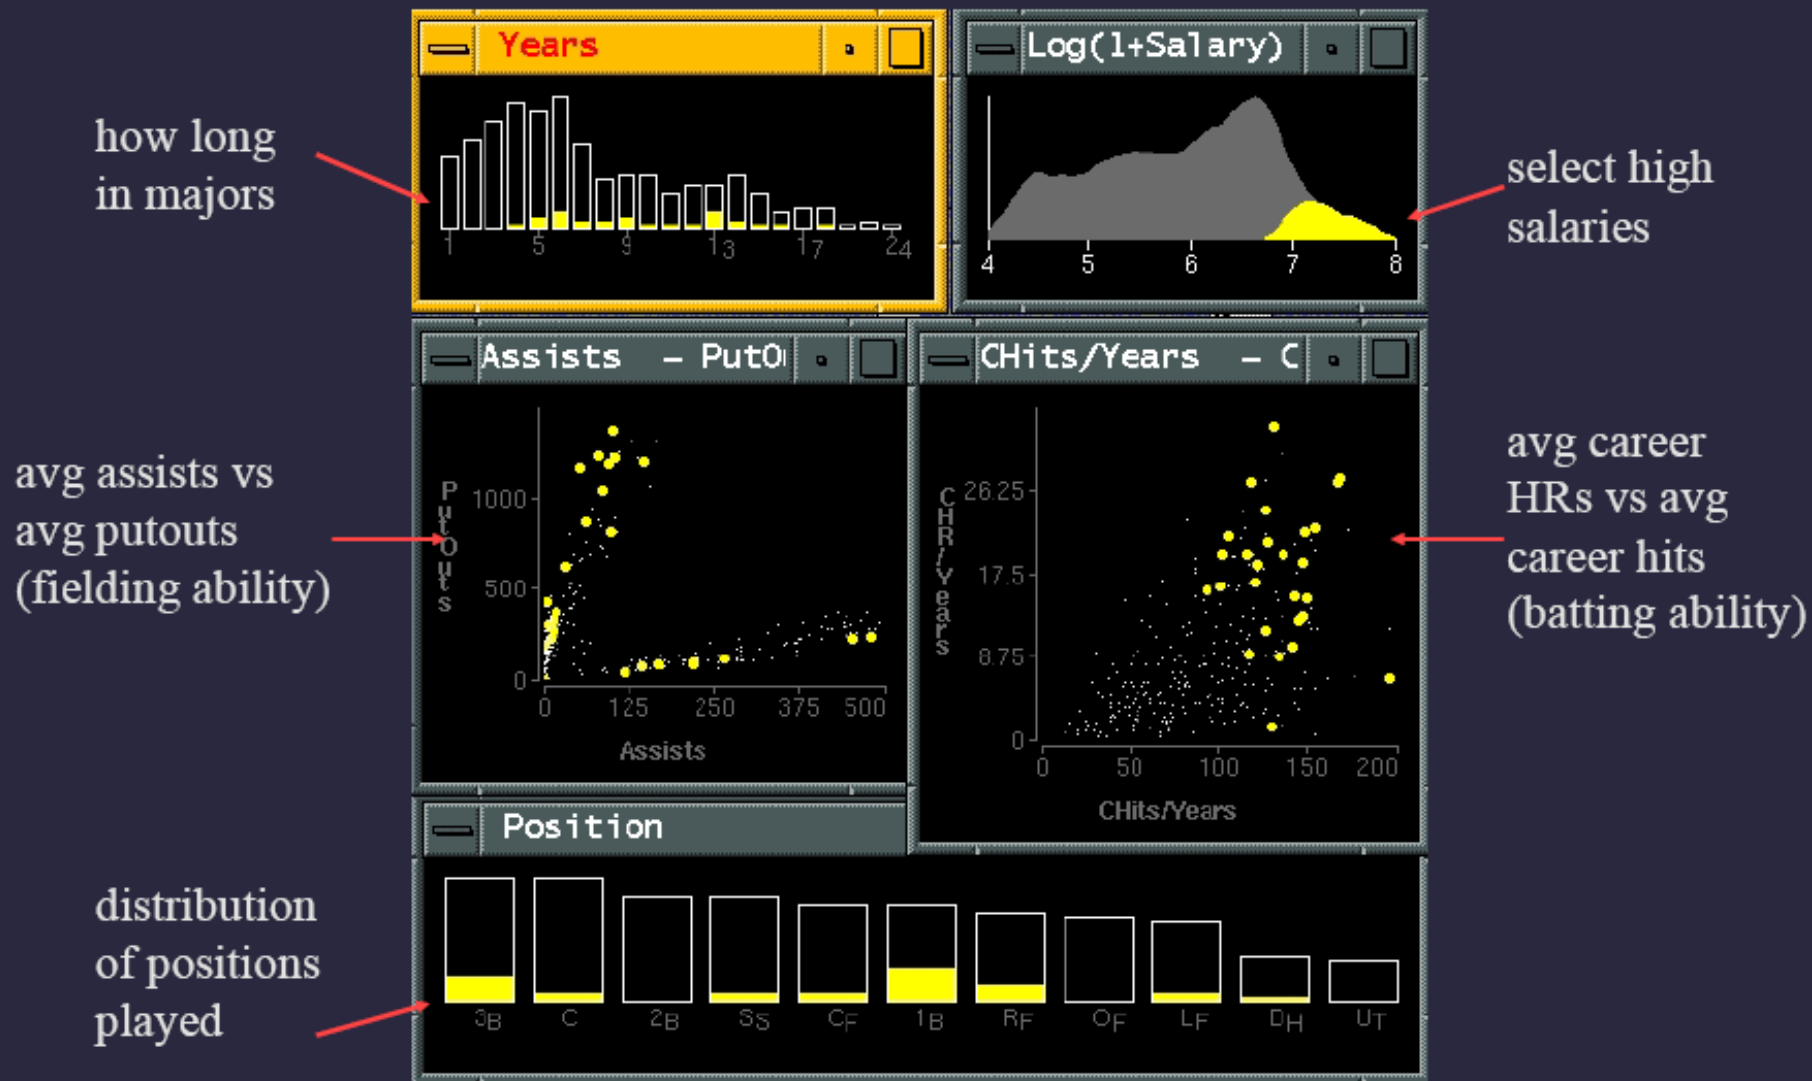 Years
Log(1+Salary)
how long
in majors
1 5 9 13 17 24
4 5 6 7 8
select high
salaries
Assists - PutO
CHits/Years - C
avg assists vs
avg putouts
(fielding ability)
PutOuts
1000
500
0
0 125 250 375 500
Assists
CHR/Years
26.25
17.5
8.75
0
0 50 100 150 200
CHits/Years
avg career
HRs vs avg
career hits
(batting ability)
Position
distribution
of positions
played
3B C 2B SS CF 1B RF OF LF DH UT